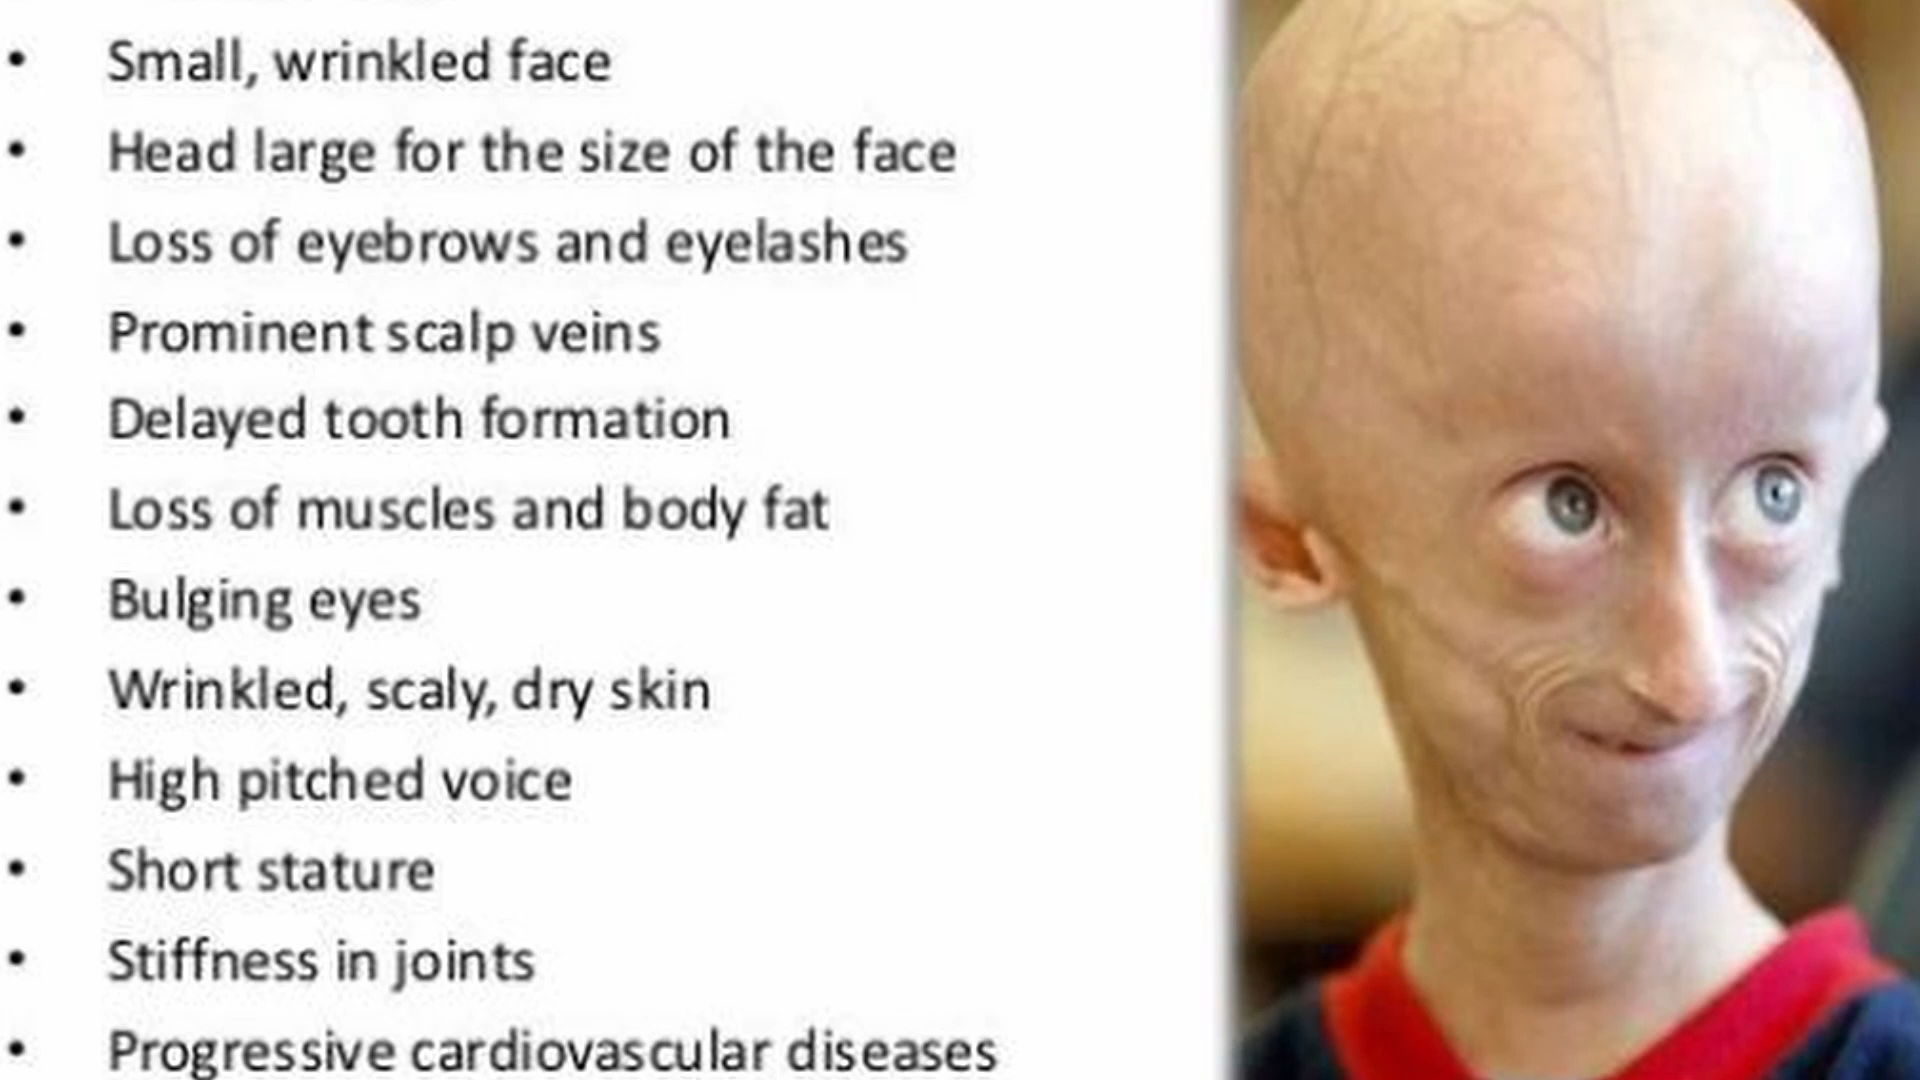 • Small, wrinkled face
• Head large for the size of the face
• Loss of eyebrows and eyelashes
• Prominent scalp veins
• Delayed tooth formation
• Loss of muscles and body fat
• Bulging eyes
• Wrinkled, scaly, dry skin
• High pitched voice
• Short stature
• Stiffness in joints
• Progressive cardiovascular diseases